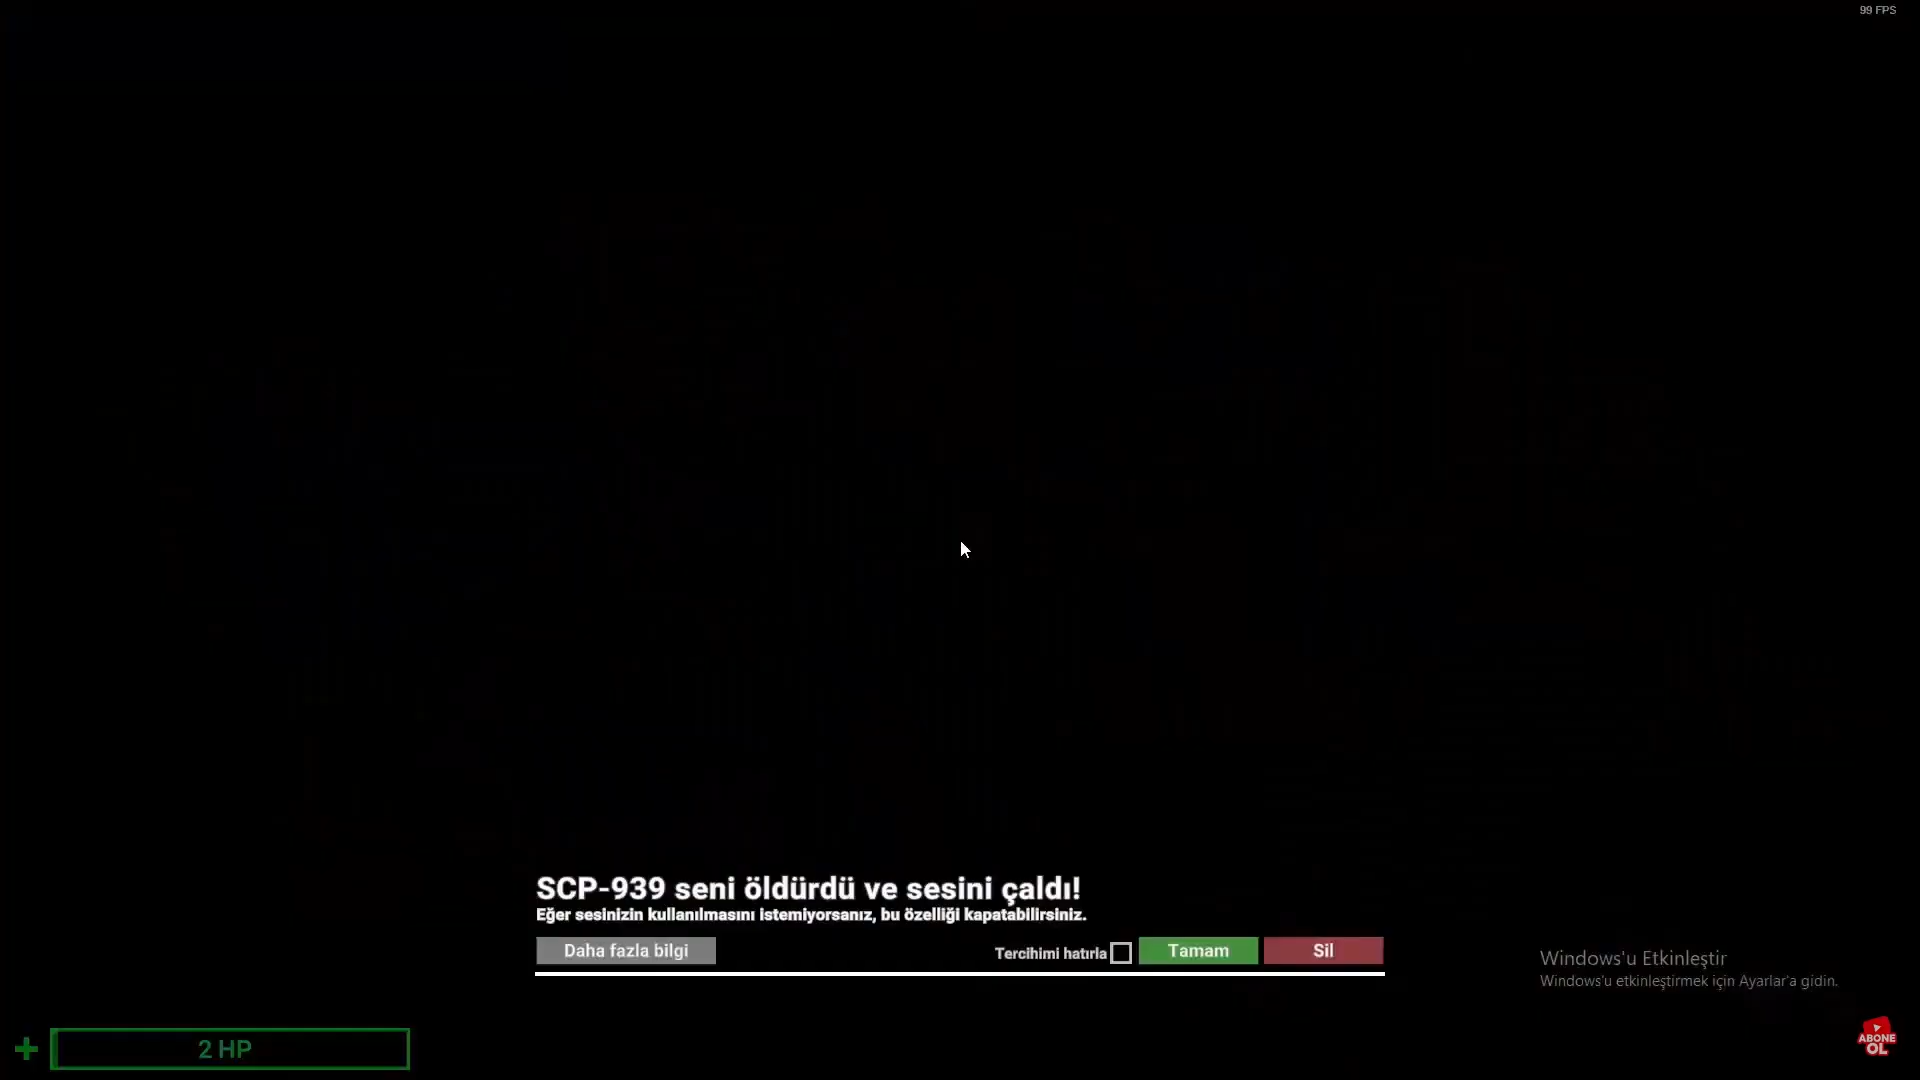 99 FPS
SCP-939 seni öldürdü ve sesini çaldı!
Eğer sesinizin kullanılmasını istemiyorsanız, bu özelliği kapatabilirsiniz.
Daha fazla bilgi
Tercihimi hatırla
Tamam
Sil
Windows'u Etkinleştir
Windows'u etkinleştirmek için Ayarlar'a gidin.
2 HP
ABONE
OL